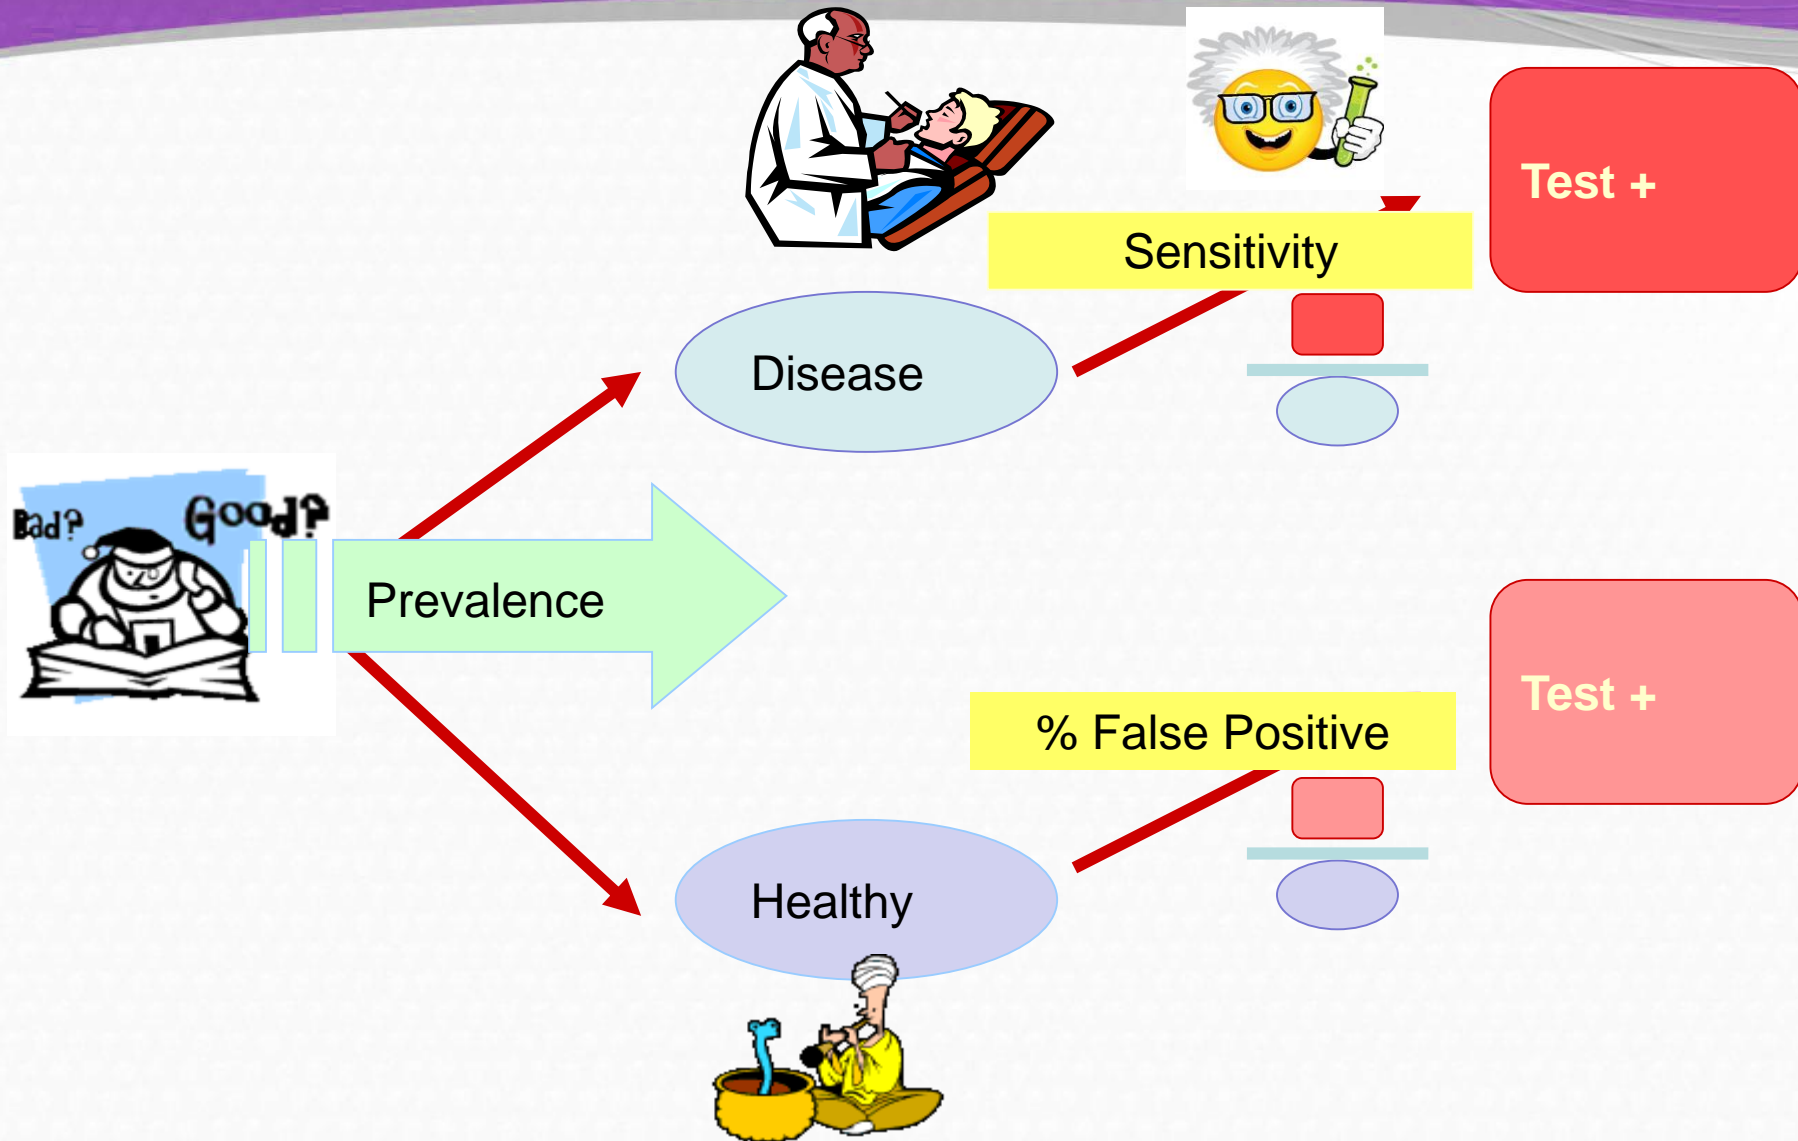 Test +
Sensitivity
Disease
Bad?
Good?
Prevalence
Test +
% False Positive
Healthy